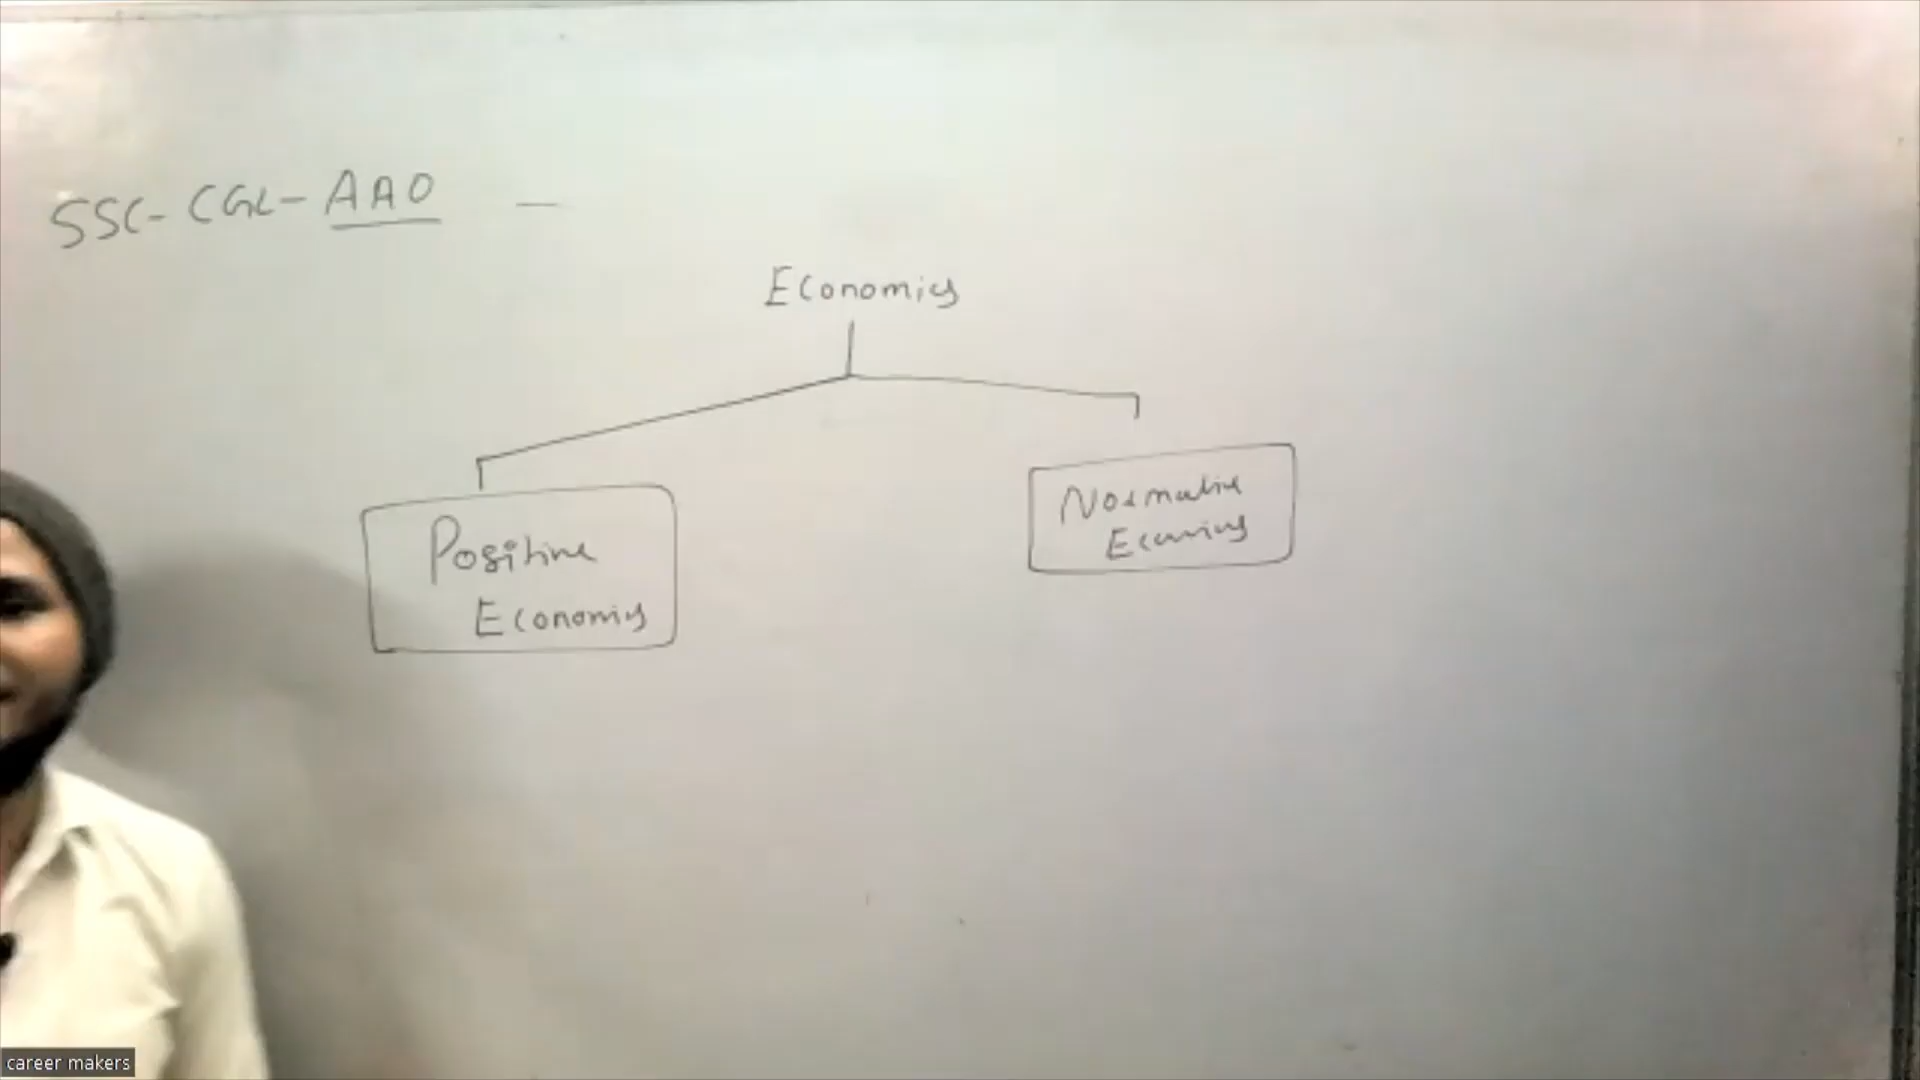 SSC- CGL- AAO —
Economics
Positive
Economics
Normative
Economics
career makers